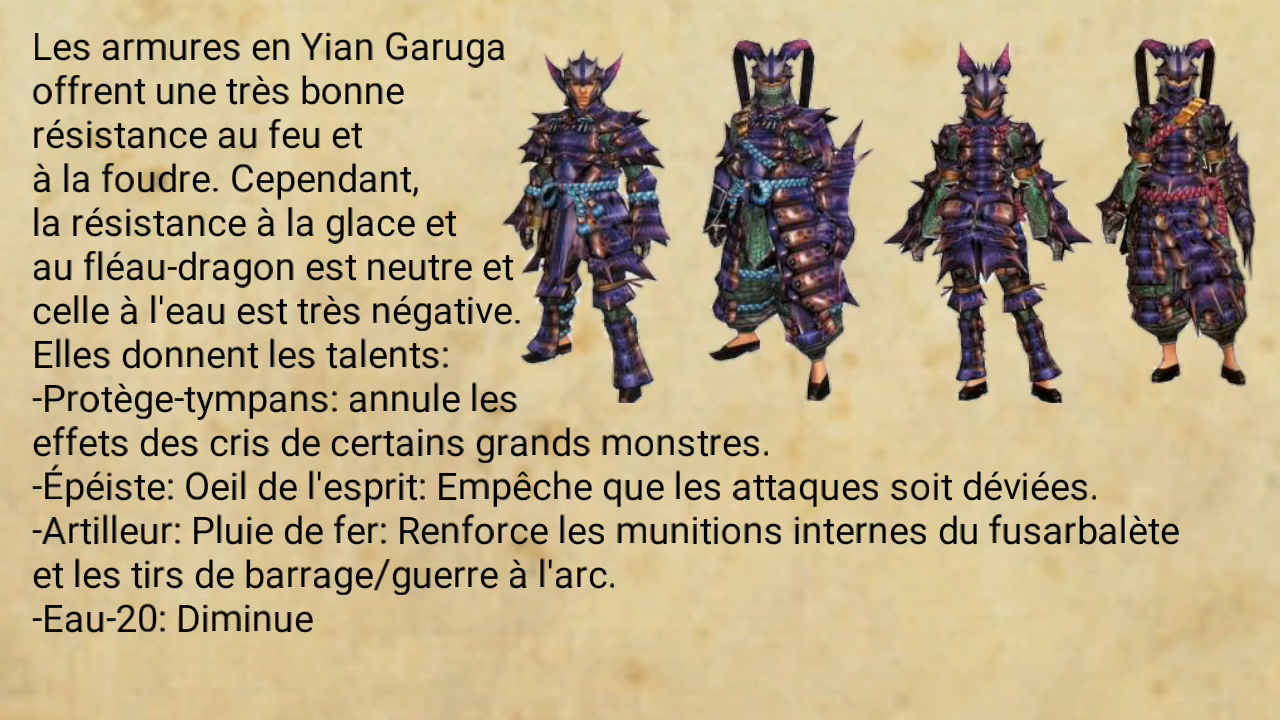 Les armures en Yian Garuga
offrent une très bonne
résistance au feu et
à la foudre. Cependant,
la résistance à la glace et
au fléau-dragon est neutre et
celle à l'eau est très négative.
Elles donnent les talents:
-Protège-tympans: annule les
effets des cris de certains grands monstres.
-Épéiste: Oeil de l'esprit: Empêche que les attaques soit déviées.
-Artilleur: Pluie de fer: Renforce les munitions internes du fusarbalète
et les tirs de barrage/guerre à l'arc.
-Eau-20: Diminue